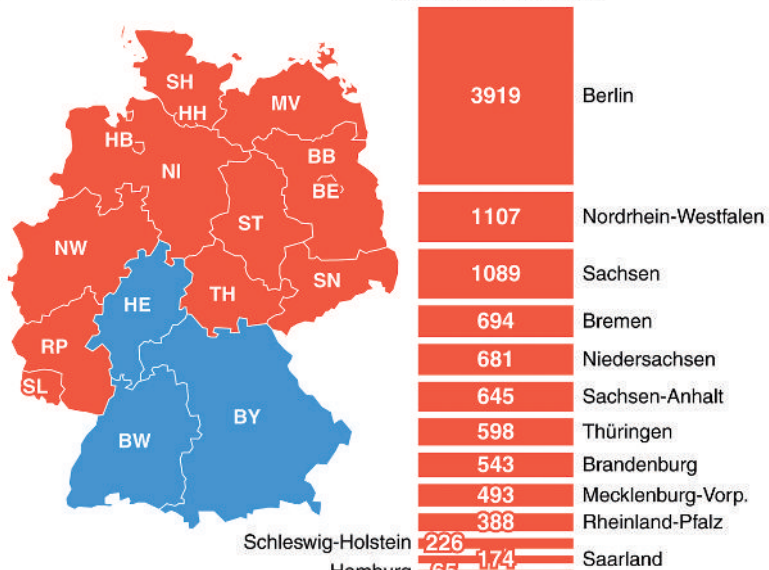 SH
HH
MV
HB
NI
BB
BE
ST
NW
HE
TH
SN
RP
SL
BW
BY
3919 Berlin
1107 Nordrhein-Westfalen
1089 Sachsen
694 Bremen
681 Niedersachsen
645 Sachsen-Anhalt
598 Thüringen
543 Brandenburg
493 Mecklenburg-Vorp.
388 Rheinland-Pfalz
Schleswig-Holstein 226
174 Saarland
Hamburg 65